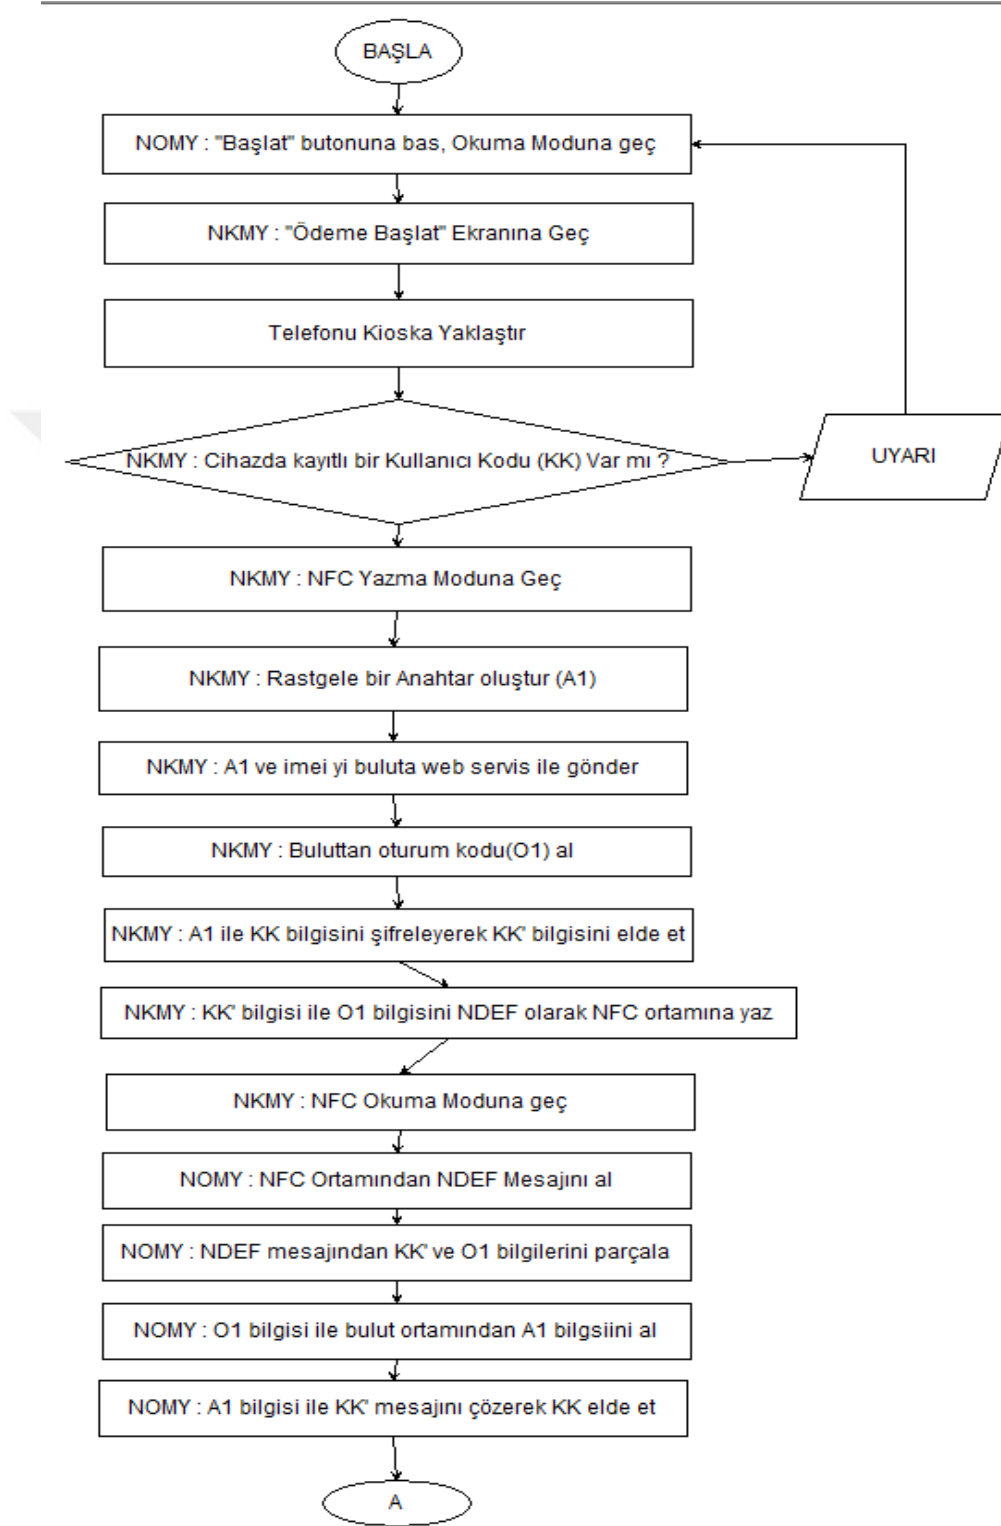 BAŞLA
NOMY : "Başlat" butonuna bas, Okuma Moduna geç
NKMY : "Ödeme Başlat" Ekranına Geç
Telefonu Kioska Yaklaştır
NKMY : Cihazda kayıtlı bir Kullanıcı Kodu (KK) Var mı ?
UYARI
NKMY : NFC Yazma Moduna Geç
NKMY : Rastgele bir Anahtar oluştur (A1)
NKMY : A1 ve imei yi buluta web servis ile gönder
NKMY : Buluttan oturum kodu(O1) al
NKMY : A1 ile KK bilgisini şifreleyerek KK' bilgisini elde et
NKMY : KK' bilgisi ile O1 bilgisini NDEF olarak NFC ortamına yaz
NKMY : NFC Okuma Moduna geç
NOMY : NFC Ortamından NDEF Mesajını al
NOMY : NDEF mesajından KK' ve O1 bilgilerini parçala
NOMY : O1 bilgisi ile bulut ortamından A1 bilgsiini al
NOMY : A1 bilgisi ile KK' mesajını çözerek KK elde et
A